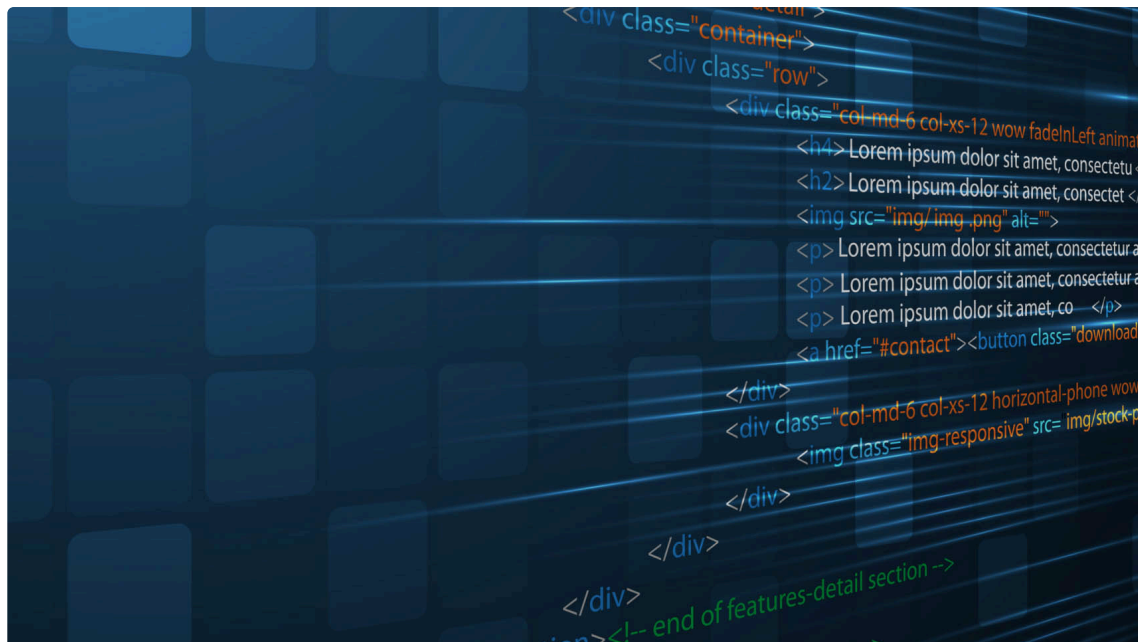 detail">
<div class="container">
<div class="row">
<div class="col-md-6 col-xs-12 wow fadeInLeft animat
<h4> Lorem ipsum dolor sit amet, consectetu <
<h2> Lorem ipsum dolor sit amet, consectet </
<img src="img/ img .png" alt="">
<p> Lorem ipsum dolor sit amet, consectetur a
<p> Lorem ipsum dolor sit amet, consectetur a
<p> Lorem ipsum dolor sit amet, co </p>
<a href="#contact"><button class="download
</div>
<div class="col-md-6 col-xs-12 horizontal-phone wow
<img class="img-responsive" src= img/stock-p
</div>
</div>
</div>
<!-- end of features-detail section -->